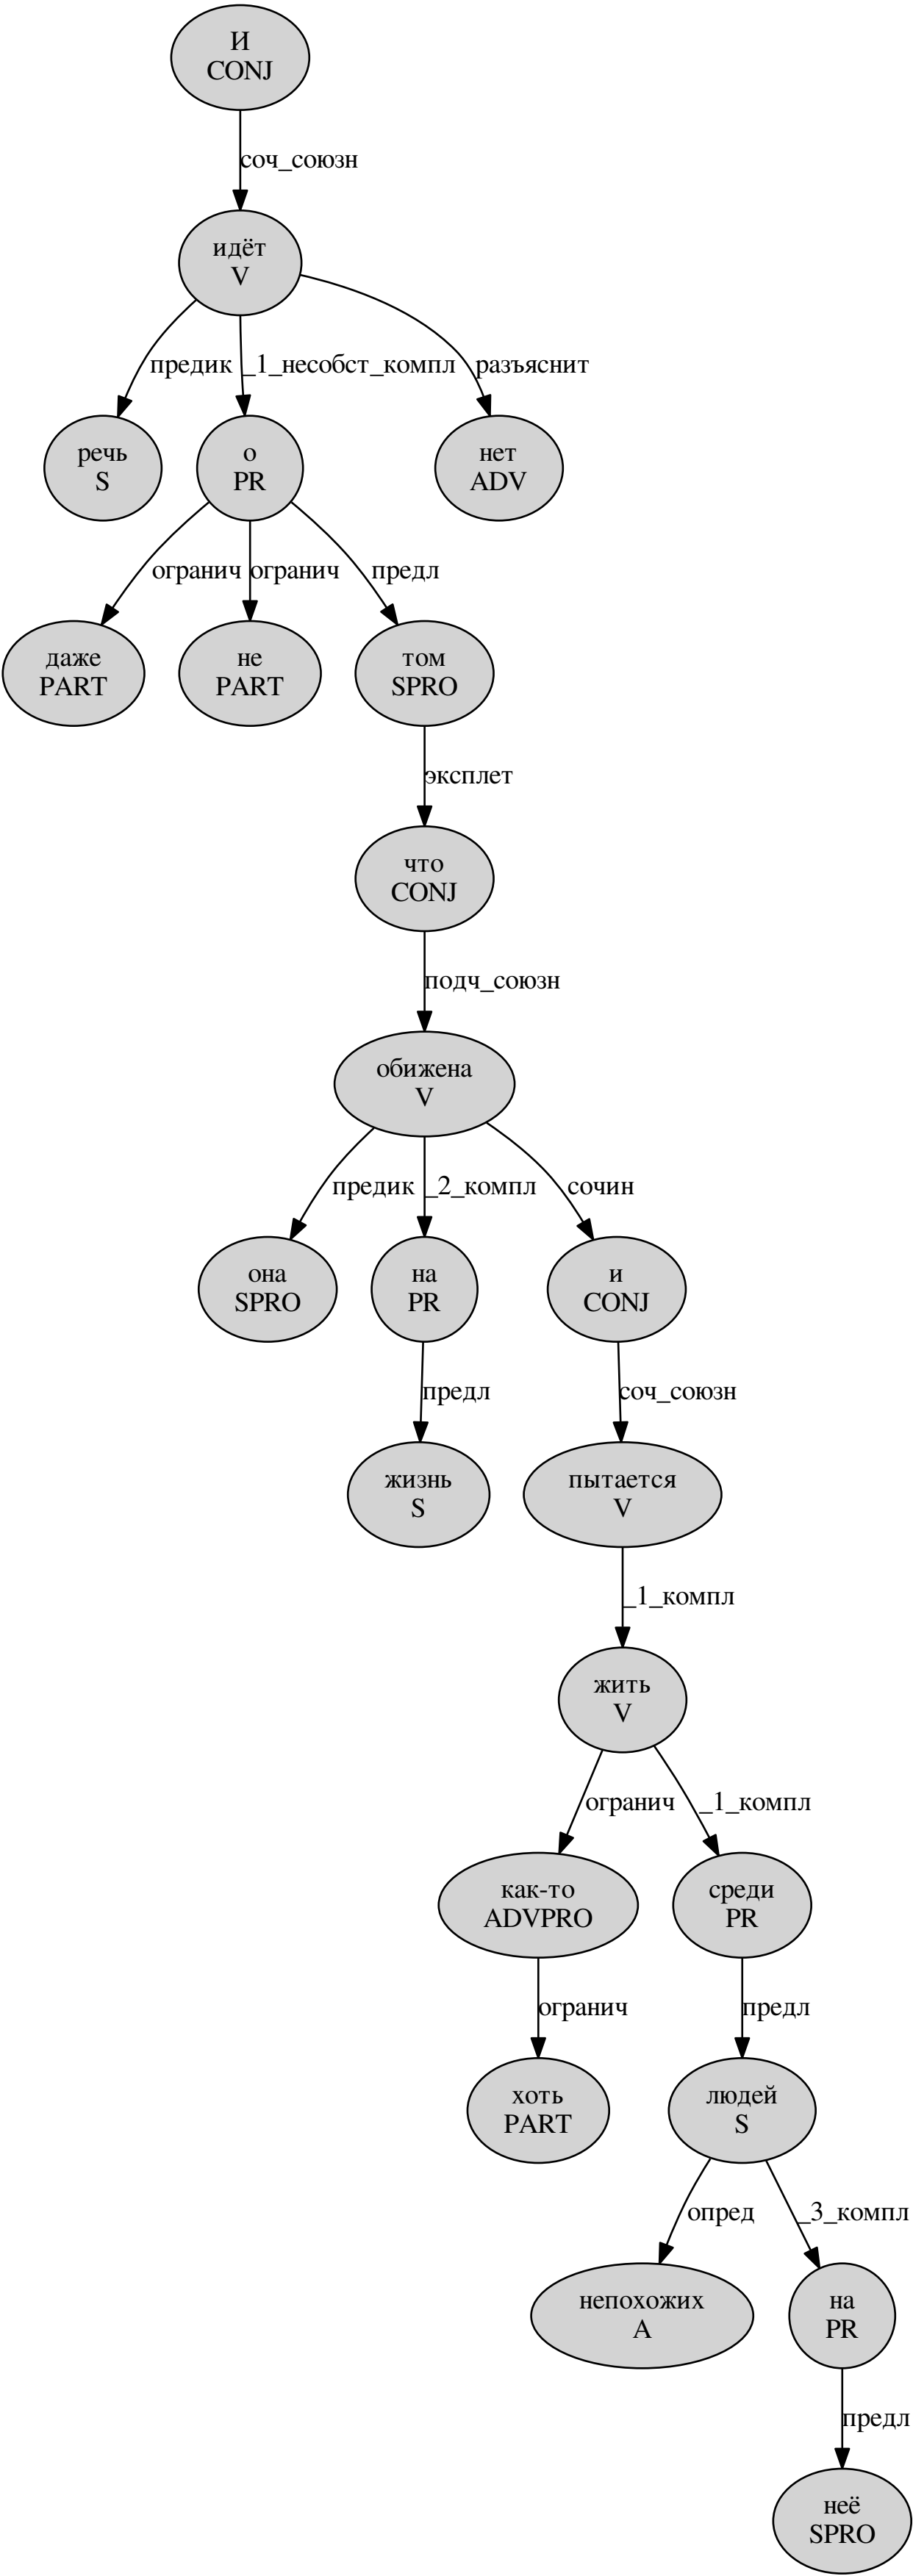 И
CONJ
соч_союзн
идёт
V
предик
_1_несобст_компл
разъяснит
речь
S
о
PR
нет
ADV
огранич
огранич
предл
даже
PART
не
PART
том
SPRO
эксплет
что
CONJ
подч_союзн
обижена
V
предик
_2_компл
сочин
она
SPRO
на
PR
и
CONJ
предл
соч_союзн
жизнь
S
пытается
V
_1_компл
жить
V
огранич
_1_компл
как-то
ADVPRO
среди
PR
огранич
предл
хоть
PART
людей
S
опред
_3_компл
непохожих
A
на
PR
предл
неё
SPRO